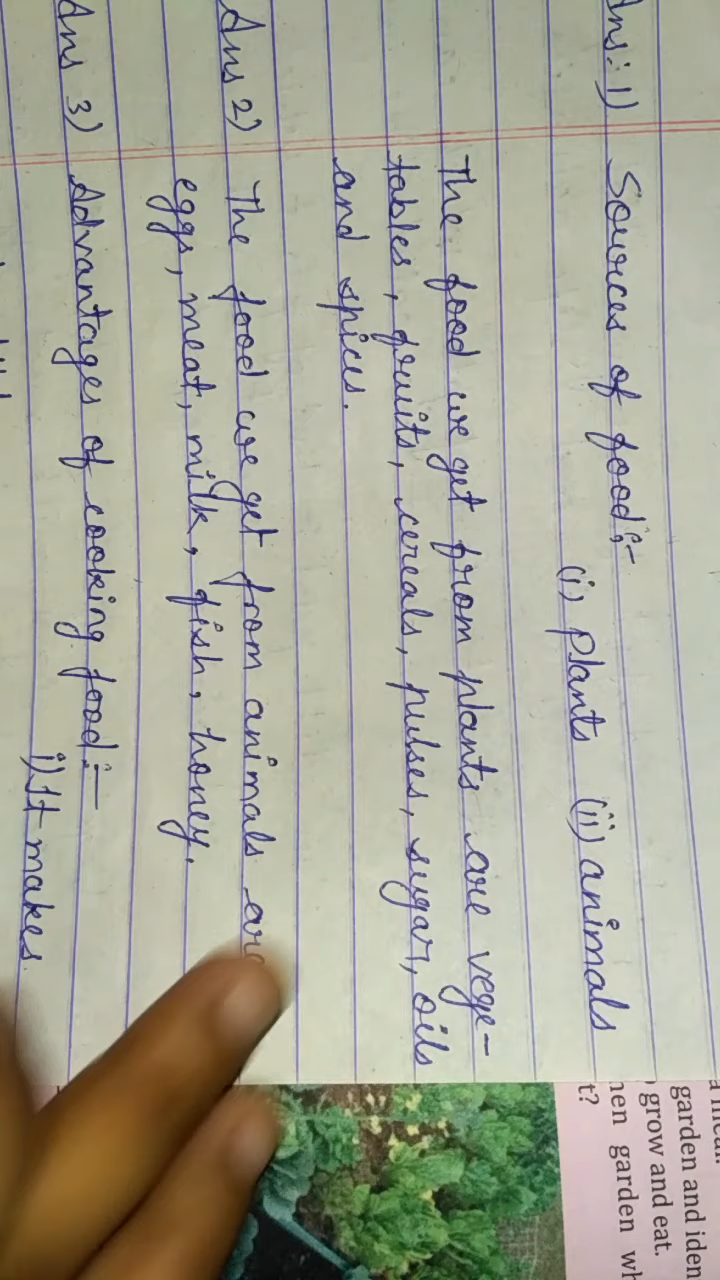 Ans:1) Sources of food:-
(i) plants (ii) animals
The food we get from plants are vege-
tables, fruits, cereals, pulses, sugar, oils
and spices.
Ans 2) The food we get from animals are
eggs, meat, milk, fish, honey.
Ans 3) Advantages of cooking food:-
i) It makes
garden and iden
grow and eat.
garden
t?